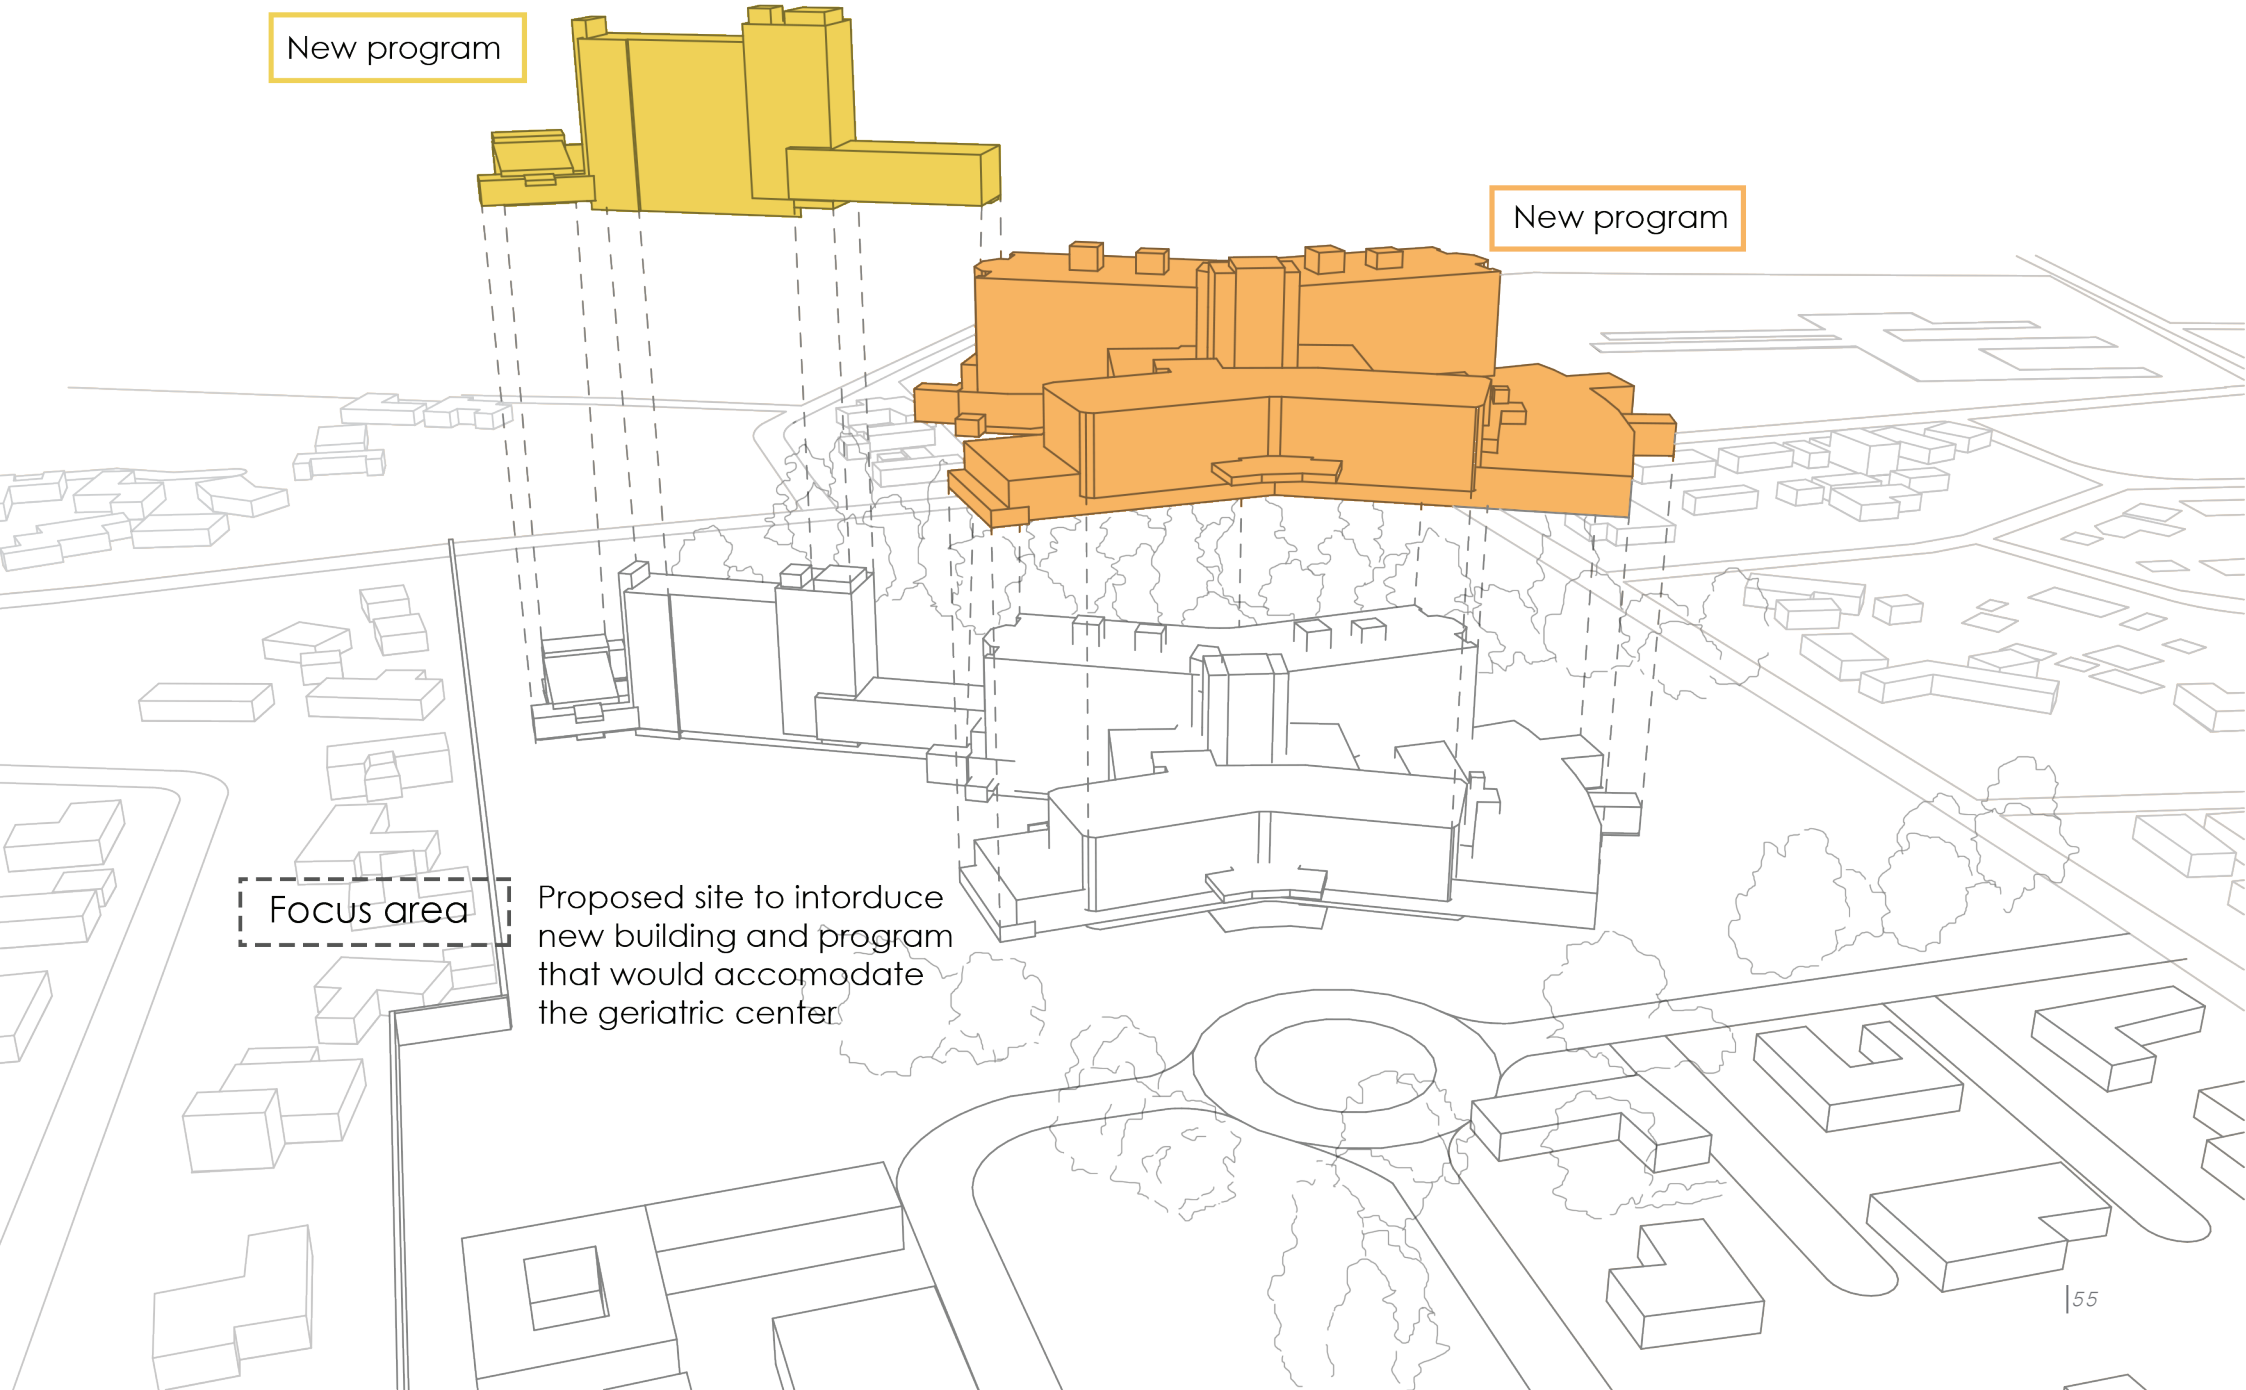 New program
New program
Focus area
Proposed site to intorduce
new building and program
that would accomodate
the geriatric center
|55